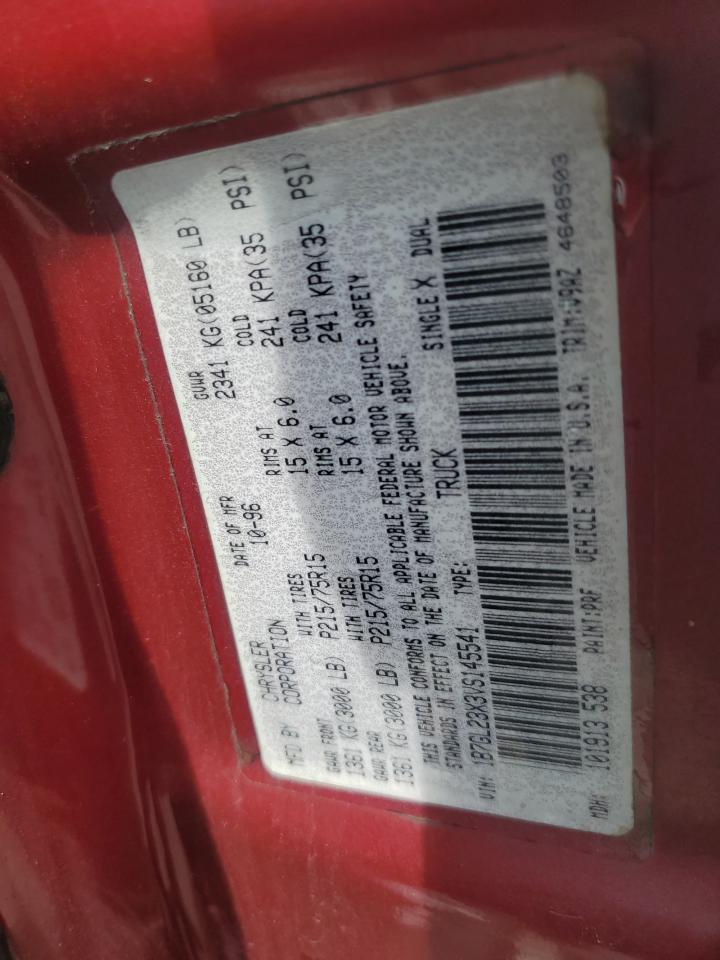 MFD BY CHRYSLER CORPORATION DATE OF MFR 10-96 GVWR 2341 KG(05160 LB)
GAWR FRONT WITH TIRES RIMS AT COLD
1361 KG(3000 LB) P215/75R15 15 X 6.0 241 KPA(35 PSI)
GAWR REAR WITH TIRES RIMS AT COLD
1361 KG(3000 LB) P215/75R15 15 X 6.0 241 KPA(35 PSI)
THIS VEHICLE CONFORMS TO ALL APPLICABLE FEDERAL MOTOR VEHICLE SAFETY
STANDARDS IN EFFECT ON THE DATE OF MANUFACTURE SHOWN ABOVE.
VIN: 1B7GL23X3VS145541 TYPE: TRUCK SINGLE X DUAL
MDH: 101913 538 PAINT:PRF VEHICLE MADE IN U.S.A. TRIM:V9AZ 4648503